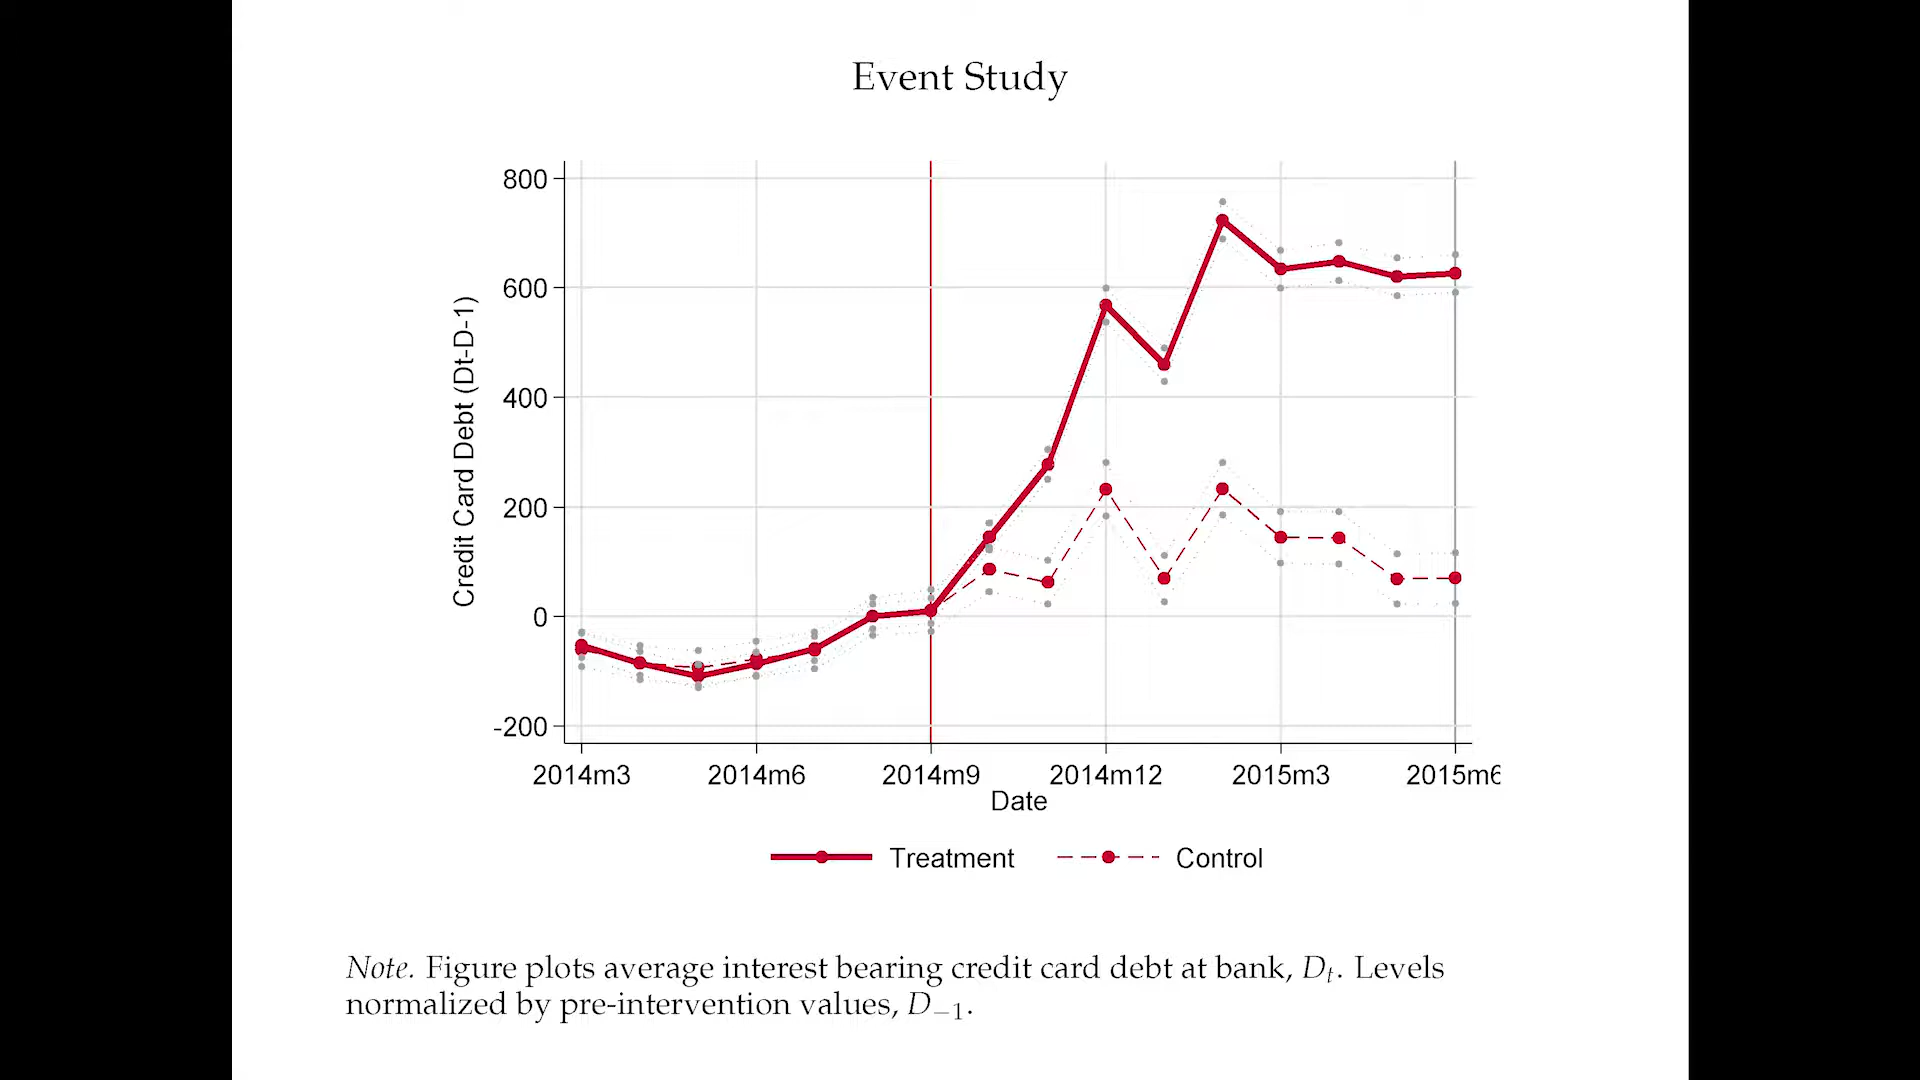 Event Study
800
600
400
200
0
-200
Credit Card Debt (Dt-D-1)
2014m3 2014m6 2014m9 2014m12 2015m3 2015m6
Date
Treatment Control
Note. Figure plots average interest bearing credit card debt at bank, Dt. Levels
normalized by pre-intervention values, D−1.